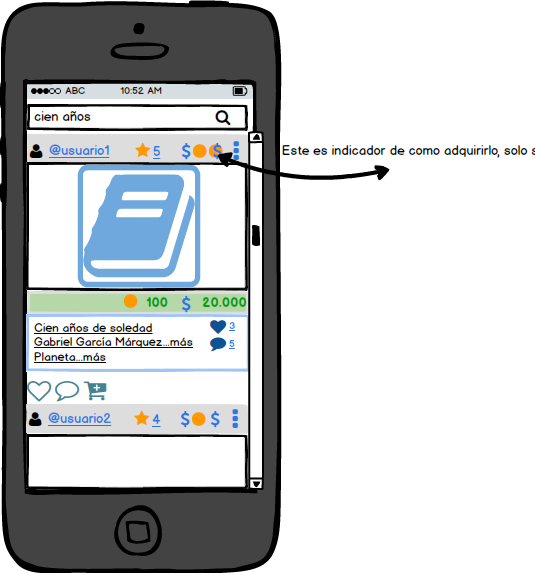 ABC 10:52 AM
cien años
@usuario1 5 $ $
Este es indicador de como adquirirlo, solo s
100 $ 20.000
Cien años de soledad 3
Gabriel García Márquez...más 5
Planeta...más
@usuario2 4 $ $